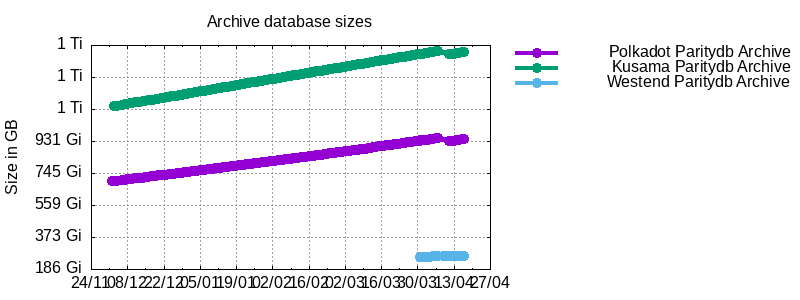 Archive database sizes
Polkadot Paritydb Archive
Kusama Paritydb Archive
Westend Paritydb Archive
Size in GB
1 Ti
1 Ti
1 Ti
931 Gi
745 Gi
559 Gi
373 Gi
186 Gi
24/11 08/12 22/12 05/01 19/01 02/02 16/02 02/03 16/03 30/03 13/04 27/04